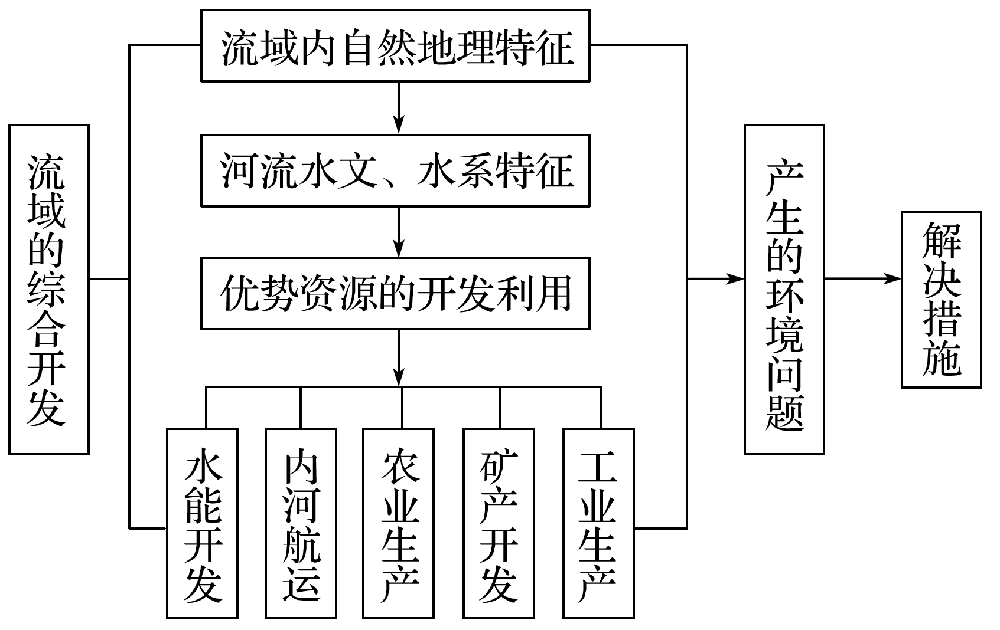 流域的综合开发
流域内自然地理特征
河流水文、水系特征
优势资源的开发利用
水能开发
内河航运
农业生产
矿产开发
工业生产
产生的环境问题
解决措施